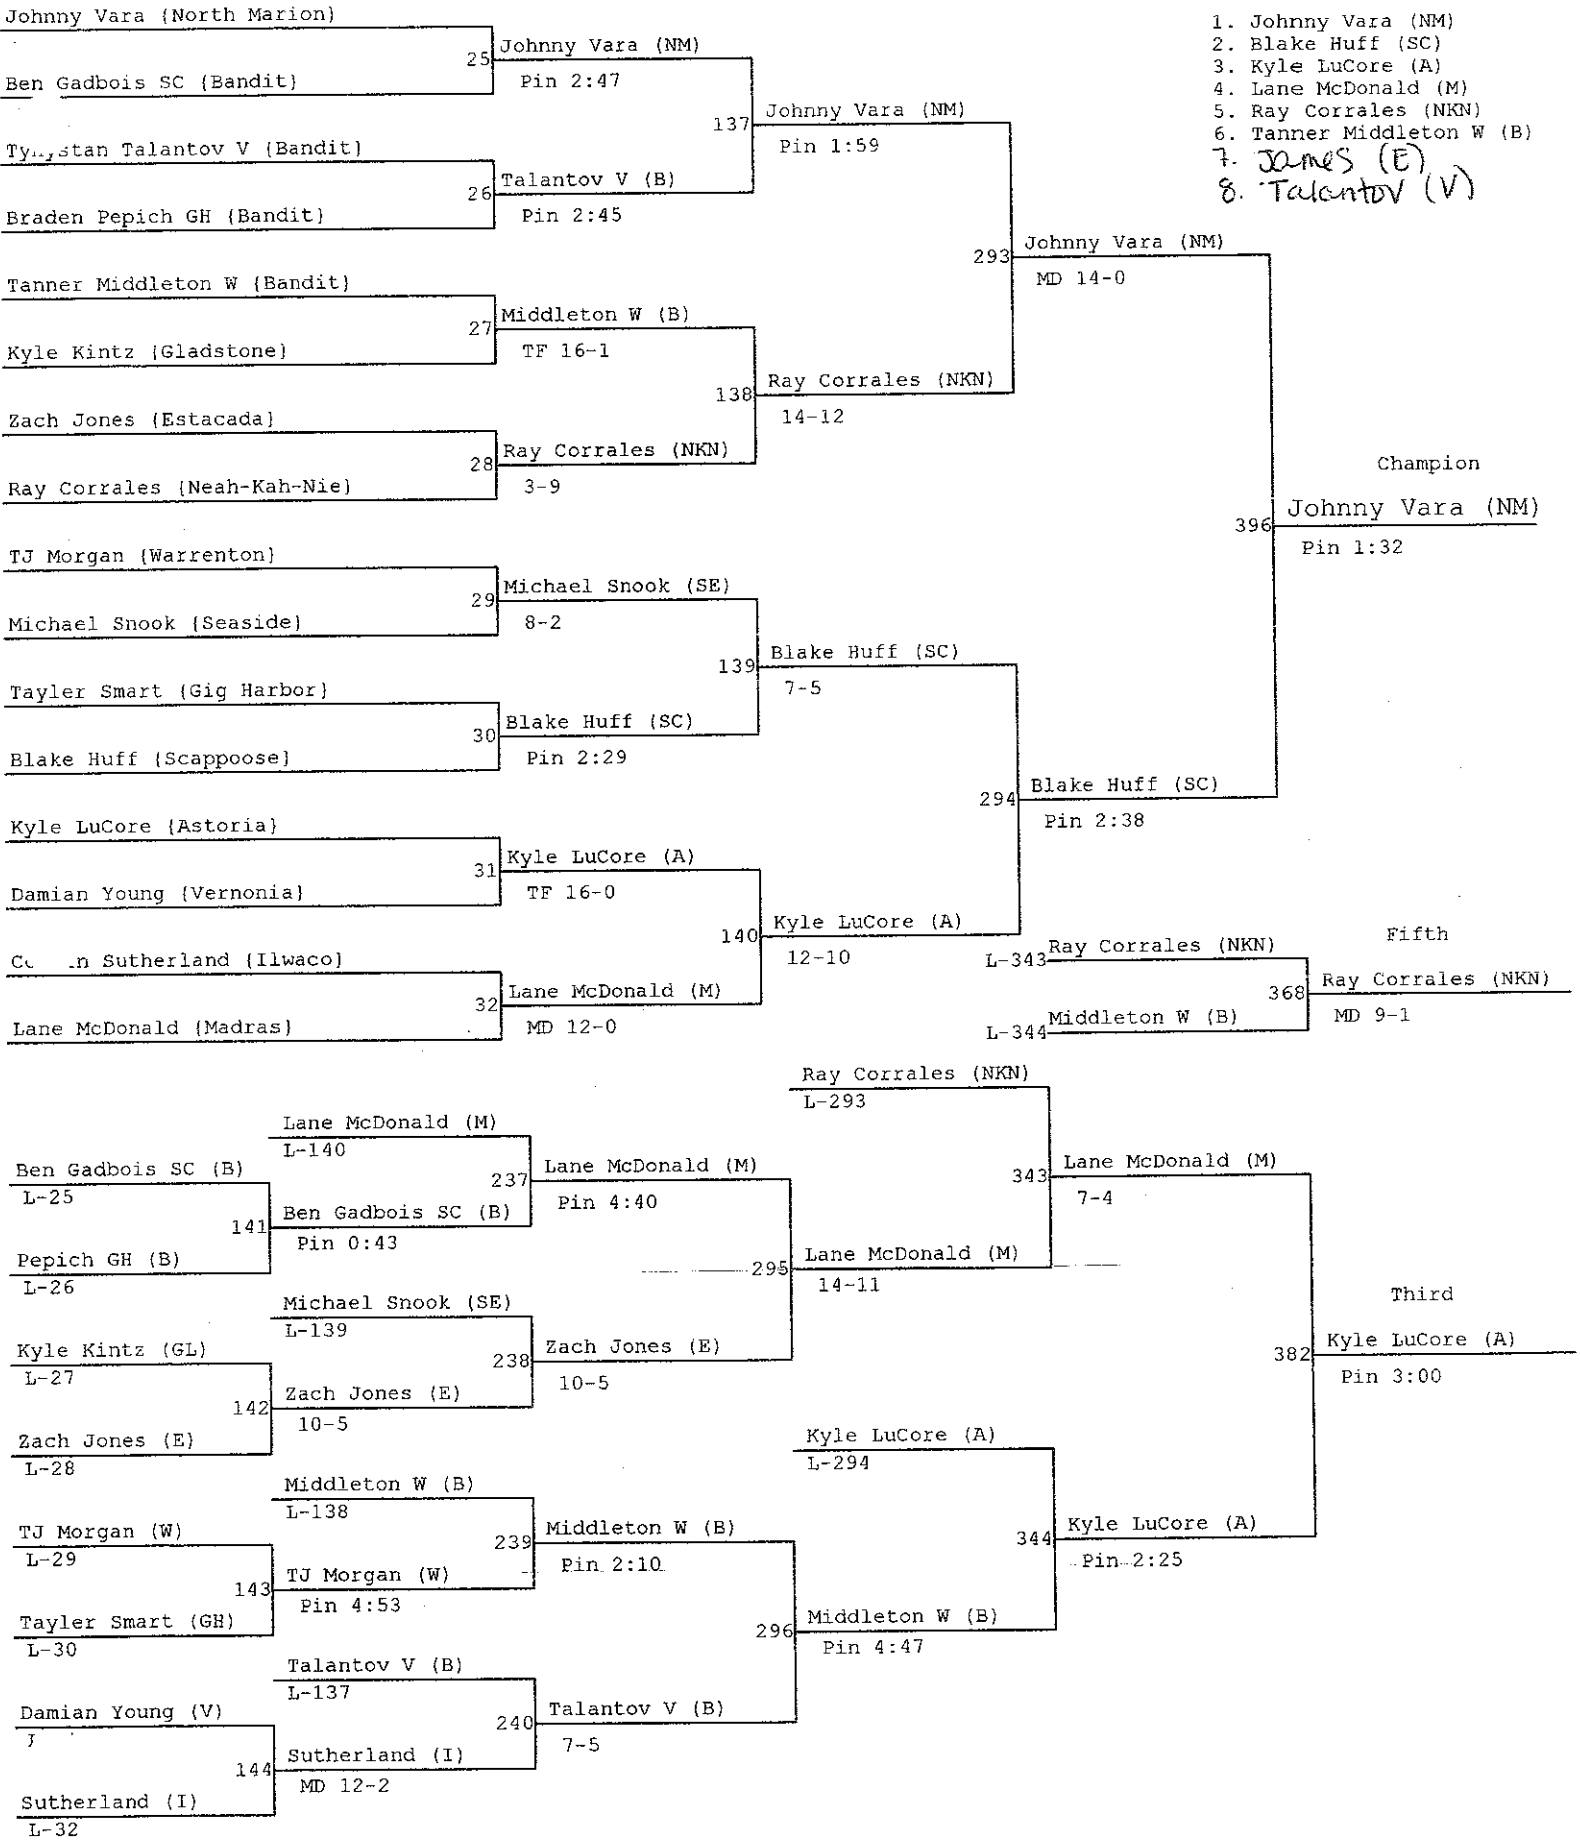 Johnny Vara {North Marion}
Ben Gadbois SC {Bandit}
25
Johnny Vara (NM)
Pin 2:47
Talantov V {Bandit}
Braden Pepich GH {Bandit}
26
Talantov V (B)
Pin 2:45
137
Johnny Vara (NM)
Pin 1:59
Tanner Middleton W {Bandit}
Kyle Kintz {Gladstone}
27
Middleton W (B)
TF 16-1
Zach Jones {Estacada}
Ray Corrales {Neah-Kah-Nie}
28
Ray Corrales (NKN)
3-9
138
Ray Corrales (NKN)
14-12
293
Johnny Vara (NM)
MD 14-0
TJ Morgan {Warrenton}
Michael Snook {Seaside}
29
Michael Snook (SE)
8-2
Tayler Smart {Gig Harbor}
Blake Huff {Scappoose}
30
Blake Huff (SC)
Pin 2:29
139
Blake Huff (SC)
7-5
Kyle LuCore {Astoria}
Damian Young {Vernonia}
31
Kyle LuCore (A)
TF 16-0
Sutherland {Ilwaco}
Lane McDonald {Madras}
32
Lane McDonald (M)
MD 12-0
140
Kyle LuCore (A)
12-10
294
Blake Huff (SC)
Pin 2:38
396
Champion
Johnny Vara (NM)
Pin 1:32
1. Johnny Vara (NM)
2. Blake Huff (SC)
3. Kyle LuCore (A)
4. Lane McDonald (M)
5. Ray Corrales (NKN)
6. Tanner Middleton W (B)
7. James (E)
8. Talantov (V)
Fifth
L-343 Ray Corrales (NKN)
L-344 Middleton W (B)
368
Ray Corrales (NKN)
MD 9-1
Ben Gadbois SC (B)
L-25
Pepich GH (B)
L-26
141
Lane McDonald (M)
L-140
Ben Gadbois SC (B)
Pin 0:43
237
Lane McDonald (M)
Pin 4:40
Kyle Kintz (GL)
L-27
Zach Jones (E)
L-28
142
Michael Snook (SE)
L-139
Zach Jones (E)
10-5
238
Zach Jones (E)
10-5
295
Ray Corrales (NKN)
L-293
Lane McDonald (M)
14-11
343
Lane McDonald (M)
7-4
TJ Morgan (W)
L-29
Tayler Smart (GH)
L-30
143
Middleton W (B)
L-138
TJ Morgan (W)
Pin 4:53
239
Middleton W (B)
Pin 2:10
Damian Young (V)
Sutherland (I)
L-32
144
Talantov V (B)
L-137
Sutherland (I)
MD 12-2
240
Talantov V (B)
7-5
296
Kyle LuCore (A)
L-294
Middleton W (B)
Pin 4:47
344
Kyle LuCore (A)
Pin 2:25
382
Third
Kyle LuCore (A)
Pin 3:00